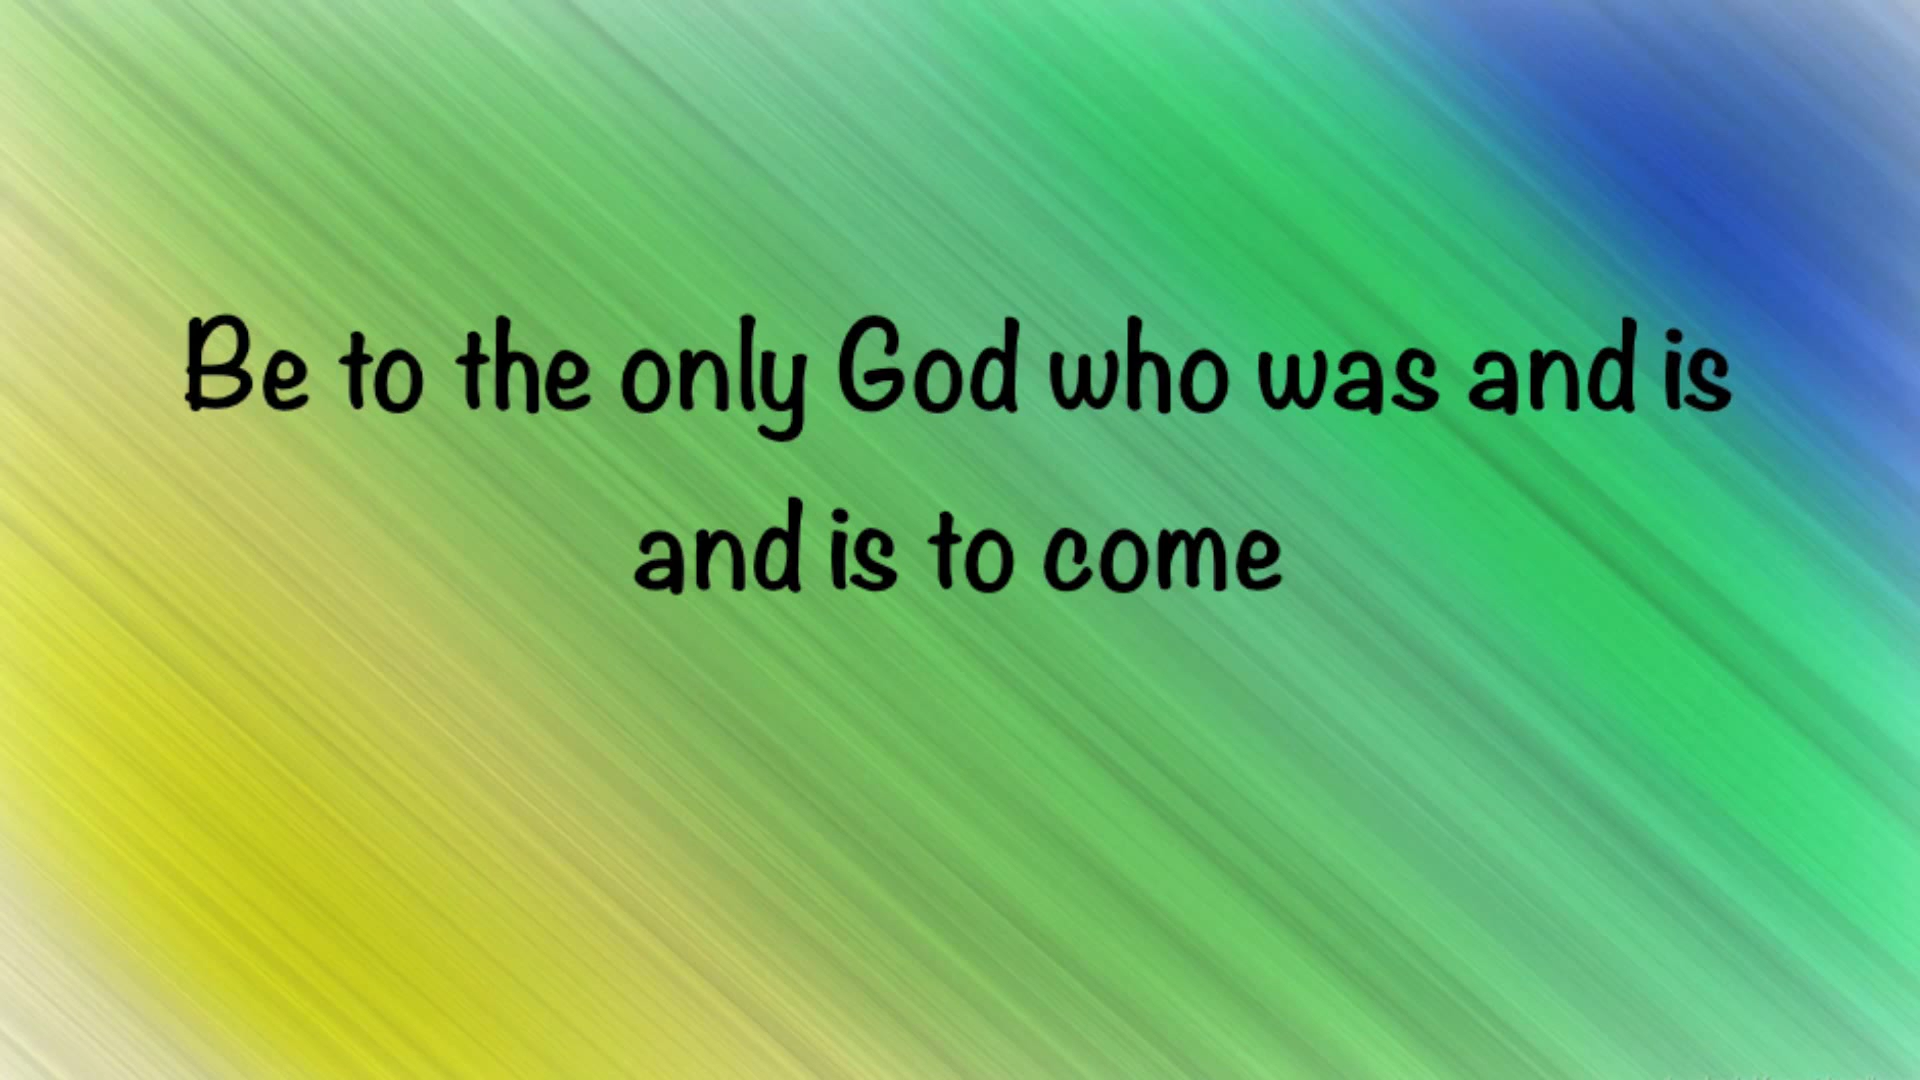 Be to the only God who was and is
and is to come